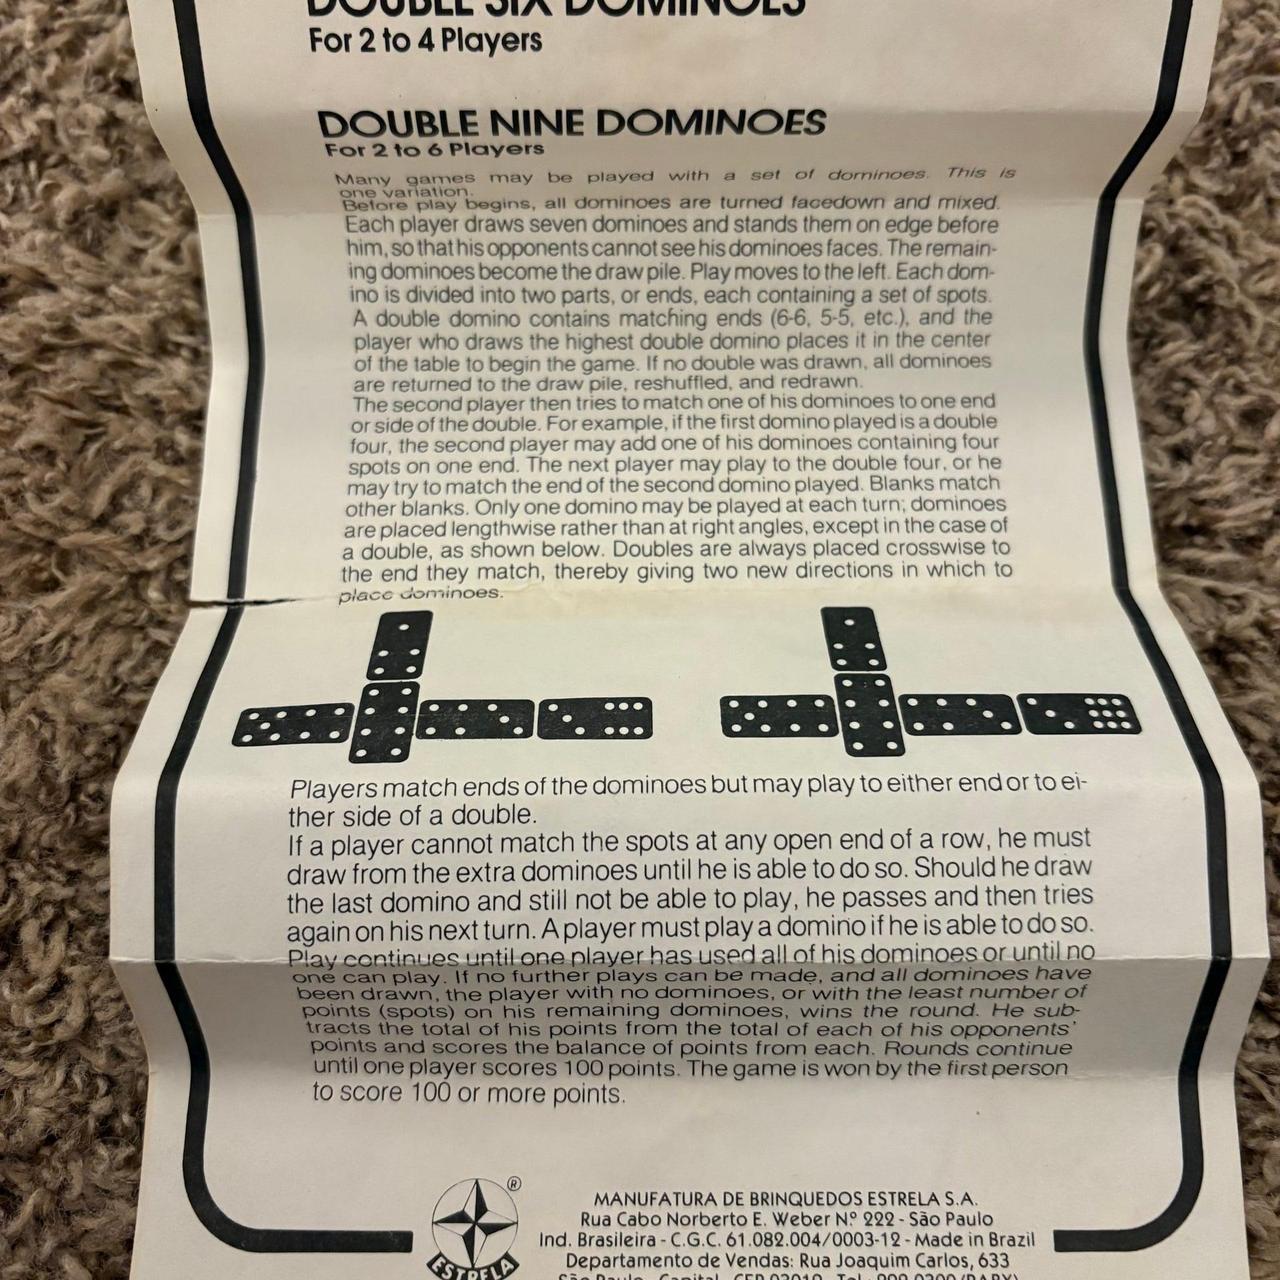 DOUBLE SIX DOMINOES
For 2 to 4 Players
DOUBLE NINE DOMINOES
For 2 to 6 Players
Many games may be played with a set of dominoes. This is
one variation.
Before play begins, all dominoes are turned facedown and mixed.
Each player draws seven dominoes and stands them on edge before
him, so that his opponents cannot see his dominoes faces. The remain-
ing dominoes become the draw pile. Play moves to the left. Each dom-
ino is divided into two parts, or ends, each containing a set of spots.
A double domino contains matching ends (6-6, 5-5, etc.), and the
player who draws the highest double domino places it in the center
of the table to begin the game. If no double was drawn, all dominoes
are returned to the draw pile, reshuffled, and redrawn.
The second player then tries to match one of his dominoes to one end
or side of the double. For example, if the first domino played is a double
four, the second player may add one of his dominoes containing four
spots on one end. The next player may play to the double four, or he
may try to match the end of the second domino played. Blanks match
other blanks. Only one domino may be played at each turn; dominoes
are placed lengthwise rather than at right angles, except in the case of
a double, as shown below. Doubles are always placed crosswise to
the end they match, thereby giving two new directions in which to
place dominoes.
Players match ends of the dominoes but may play to either end or to ei-
ther side of a double.
If a player cannot match the spots at any open end of a row, he must
draw from the extra dominoes until he is able to do so. Should he draw
the last domino and still not be able to play, he passes and then tries
again on his next turn. A player must play a domino if he is able to do so.
Play continues until one player has used all of his dominoes or until no
one can play. If no further plays can be made, and all dominoes have
been drawn, the player with no dominoes, or with the least number of
points (spots) on his remaining dominoes, wins the round. He sub-
tracts the total of his points from the total of each of his opponents'
points and scores the balance of points from each. Rounds continue
until one player scores 100 points. The game is won by the first person
to score 100 or more points.
®
ESTRELA
MANUFATURA DE BRINQUEDOS ESTRELA S.A.
Rua Cabo Norberto E. Weber N.º 222 - São Paulo
Ind. Brasileira - C.G.C. 61.082.004/0003-12 - Made in Brazil
Departamento de Vendas: Rua Joaquim Carlos, 633
São Paulo - Capital - CEP 03019 - Tel.: